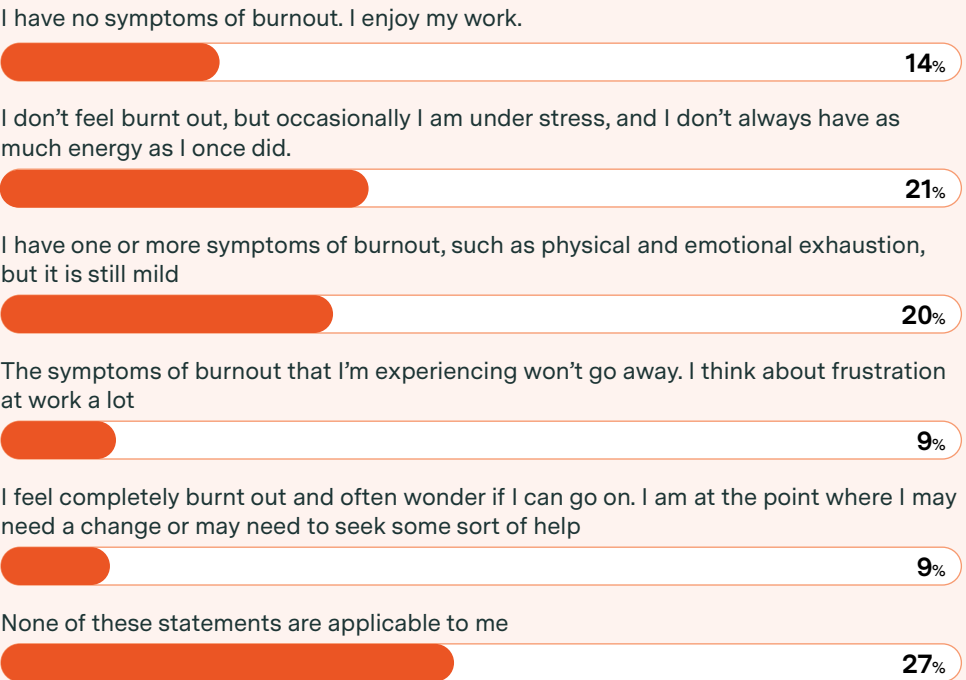 I have no symptoms of burnout. I enjoy my work.
14%
I don’t feel burnt out, but occasionally I am under stress, and I don’t always have as
much energy as I once did.
21%
I have one or more symptoms of burnout, such as physical and emotional exhaustion,
but it is still mild
20%
The symptoms of burnout that I’m experiencing won’t go away. I think about frustration
at work a lot
9%
I feel completely burnt out and often wonder if I can go on. I am at the point where I may
need a change or may need to seek some sort of help
9%
None of these statements are applicable to me
27%